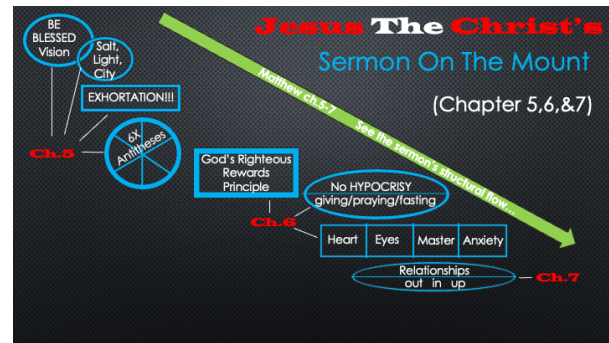 Jesus The Christ's
Sermon On The Mount
(Chapter 5,6,&7)
Matthew ch.5-7 See the sermon's structural flow...
BE
BLESSED
Vision
Salt,
Light,
City
EXHORTATION!!!
Ch.5
6X
Antitheses
God's Righteous
Rewards
Principle
No HYPOCRISY
giving/praying/fasting
Ch.6
Heart Eyes Master Anxiety
Relationships
out in up
Ch.7